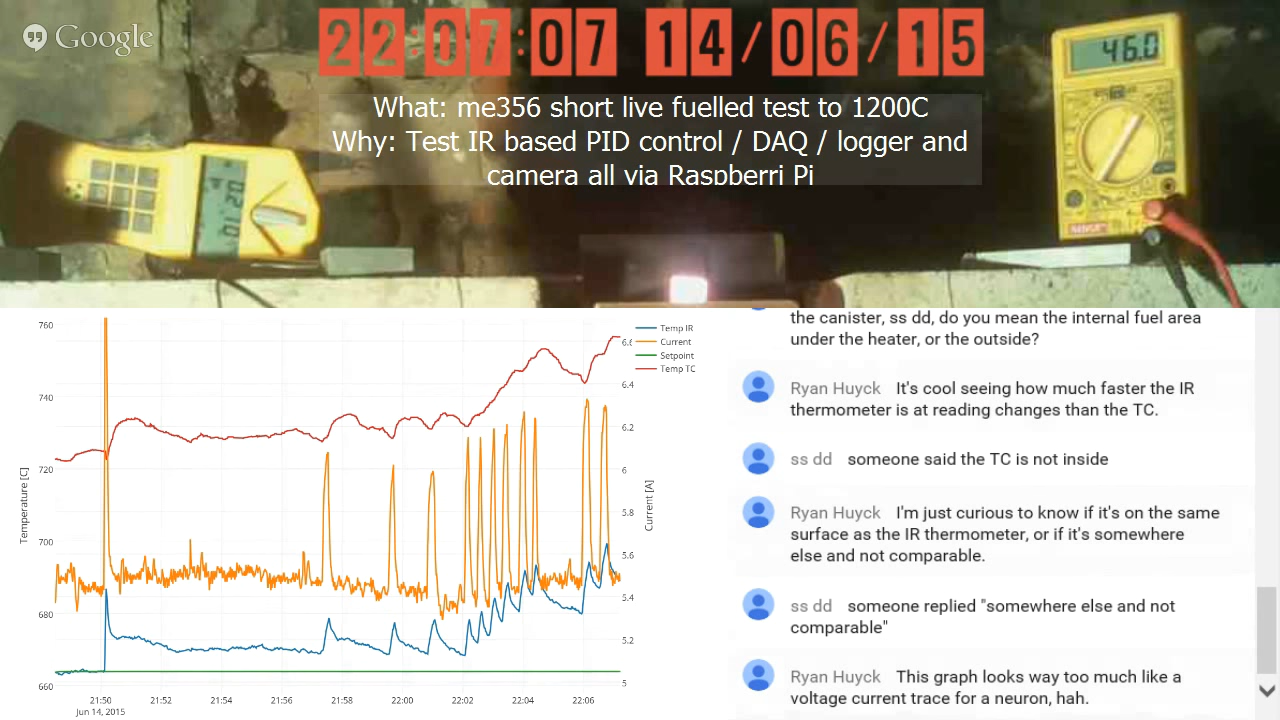 Google
22:07:07 14/06/15
46.0
What: me356 short live fuelled test to 1200C
Why: Test IR based PID control / DAQ / logger and
camera all via Raspberri Pi
Temp IR
Current
Setpoint
Temp TC
760
740
720
700
680
660
6.6
6.4
6.2
6
5.8
5.6
5.4
5.2
5
Temperature [C]
Current [A]
21:50
21:52
21:54
21:56
21:58
22:00
22:02
22:04
22:06
Jun 14, 2015
the canister, ss dd, do you mean the internal fuel area
under the heater, or the outside?
Ryan Huyck It's cool seeing how much faster the IR
thermometer is at reading changes than the TC.
ss dd someone said the TC is not inside
Ryan Huyck I'm just curious to know if it's on the same
surface as the IR thermometer, or if it's somewhere
else and not comparable.
ss dd someone replied "somewhere else and not
comparable"
Ryan Huyck This graph looks way too much like a
voltage current trace for a neuron, hah.